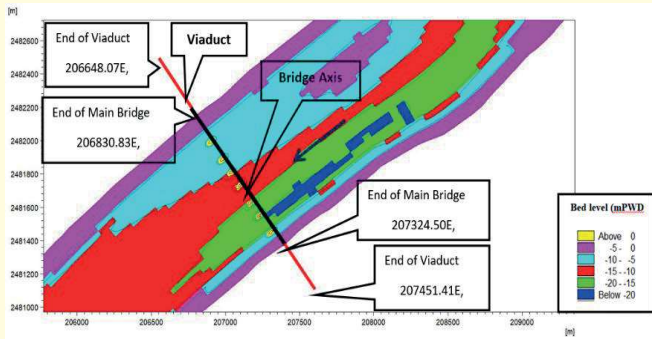 [m]
2482600
2482400
2482200
2482000
2481800
2481600
2481400
2481200
2481000
End of Viaduct
206648.07E,
Viaduct
End of Main Bridge
206830.83E,
Bridge Axis
End of Main Bridge
207324.50E,
End of Viaduct
207451.41E,
Bed level (mPWD
Above 0
-5 - 0
-10 - -5
-15 - -10
-20 - -15
Below -20
206000 206500 207000 207500 208000 208500 209000
[m]